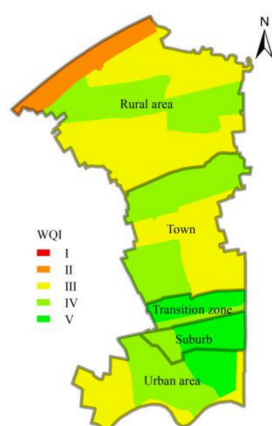 N
Rural area
WQI
I
II
III
IV
V
Town
Transition zone
Suburb
Urban area